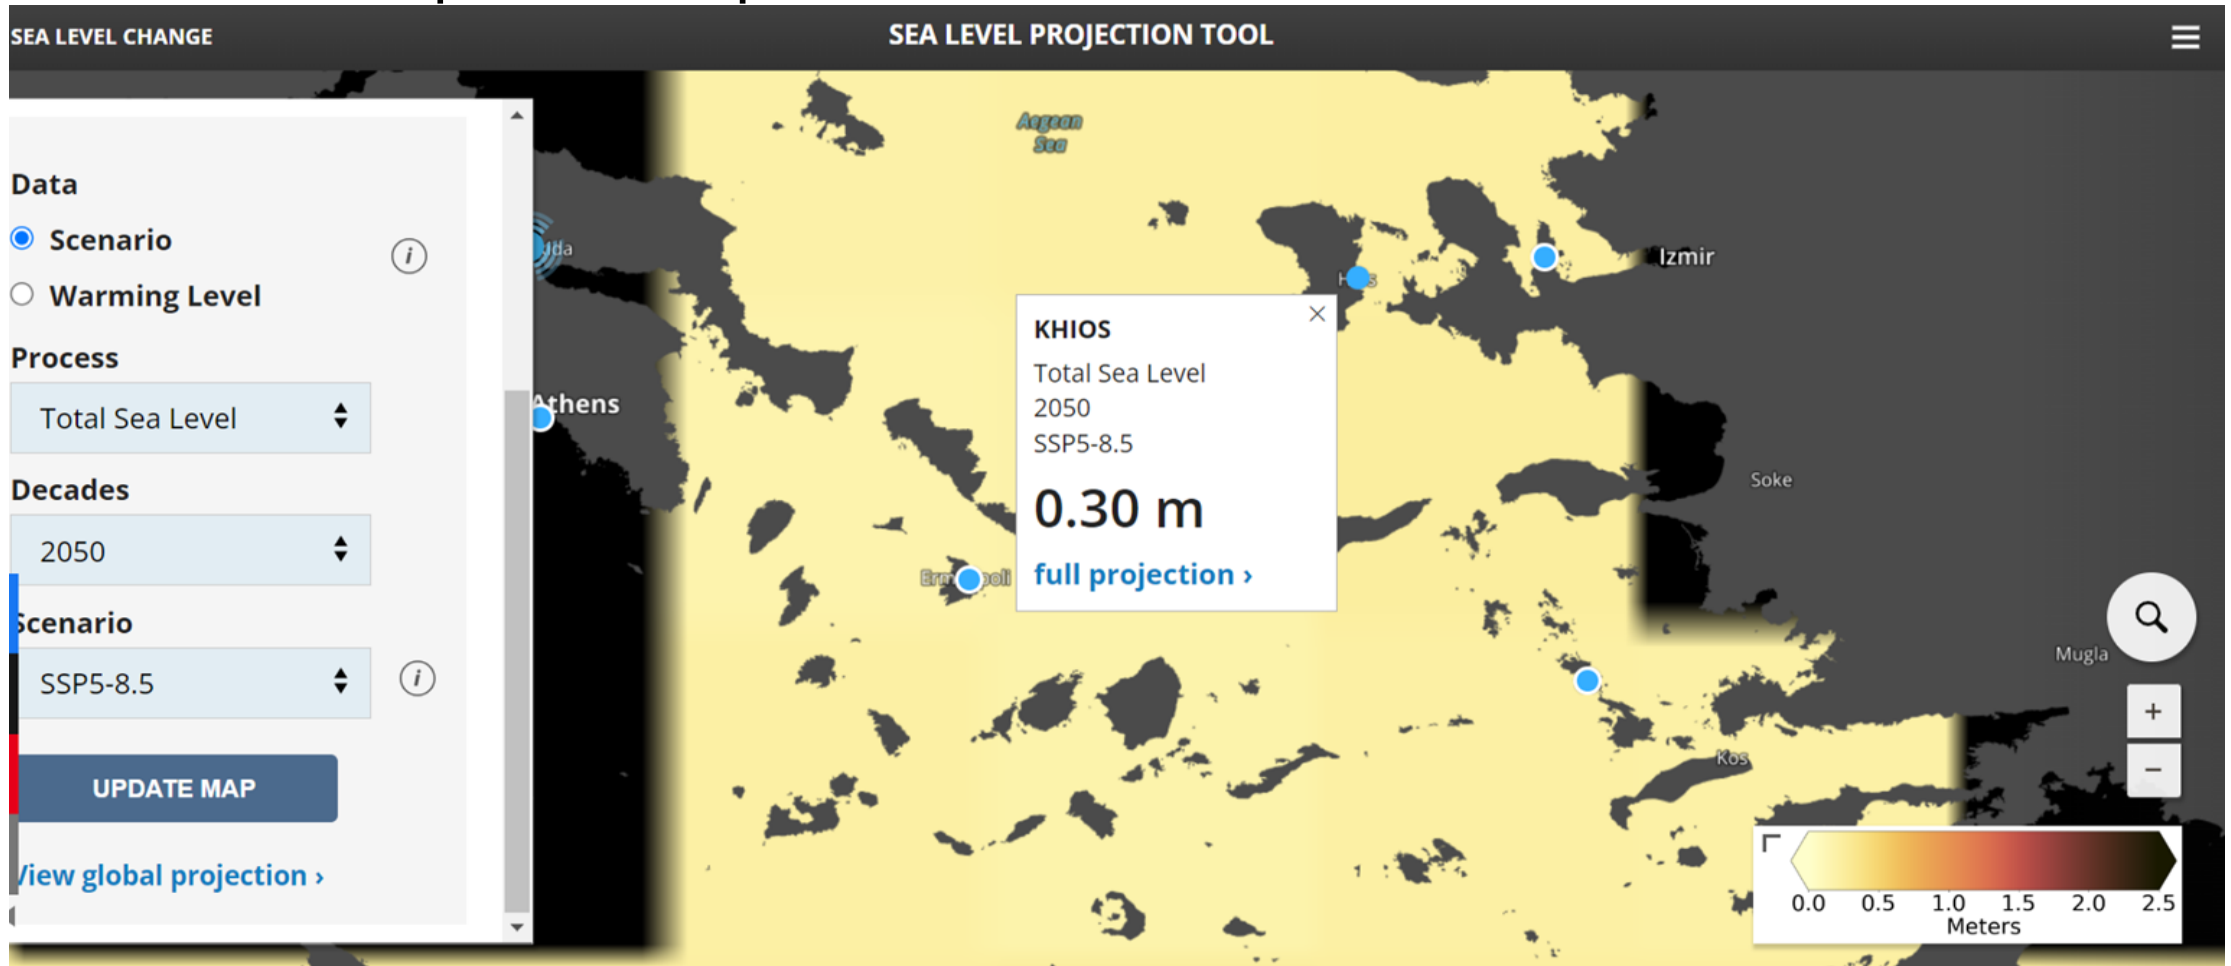 SEA LEVEL CHANGE
SEA LEVEL PROJECTION TOOL
Data
Scenario
i
Warming Level
Process
Total Sea Level
Decades
2050
Scenario
SSP5-8.5
i
UPDATE MAP
View global projection ›
Aegean
Sea
Izmir
Athens
KHIOS
Total Sea Level
2050
SSP5-8.5
0.30 m
full projection ›
Soke
Mugla
Kos
+
−
0.0 0.5 1.0 1.5 2.0 2.5
Meters